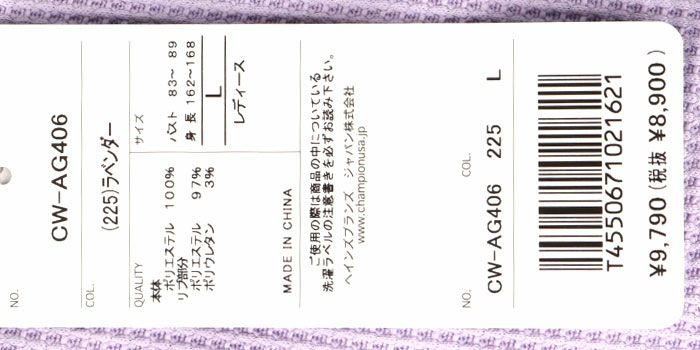 NO.
CW-AG406
COL.
(225)ラベンダー
サイズ
バスト 83〜 89
身長 162〜168
L
レディース
QUALITY
本体
ポリエステル 100%
リブ部分
ポリエステル 97%
ポリウレタン 3%
MADE IN CHINA
ご使用の際は商品の中についている
洗濯ラベルの注意書きを必ずお読み下さい。
ヘインズブランズ ジャパン株式会社
www.championusa.jp
NO. COL.
CW-AG406 225 L
T4550671021621
¥9,790 (税抜 ¥8,900)